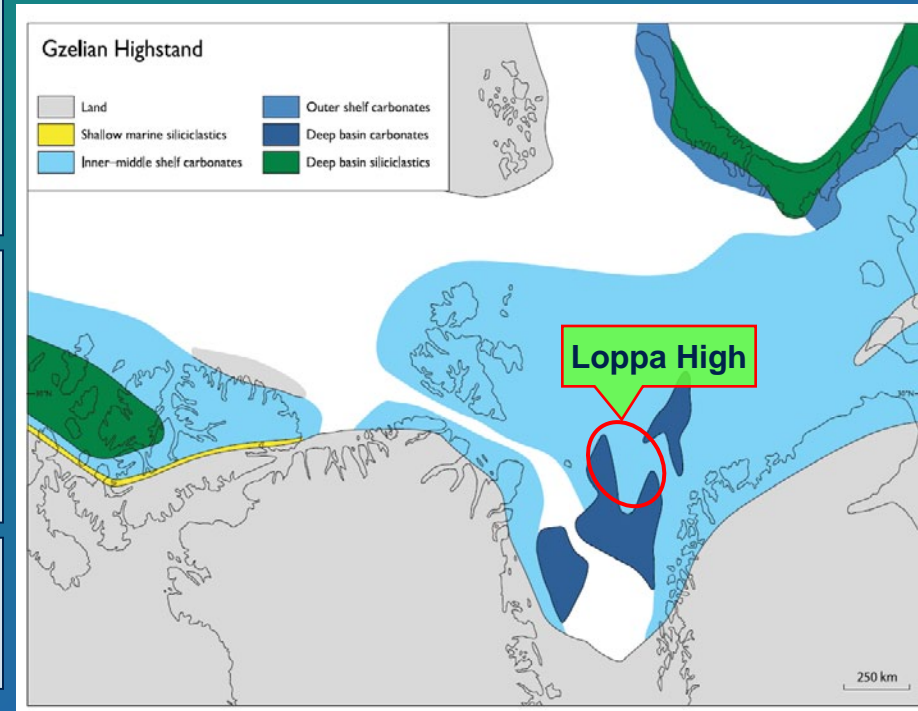 Gzelian Highstand
Land
Shallow marine siliciclastics
Inner–middle shelf carbonates
Outer shelf carbonates
Deep basin carbonates
Deep basin siliciclastics
Loppa High
30°N
250 km